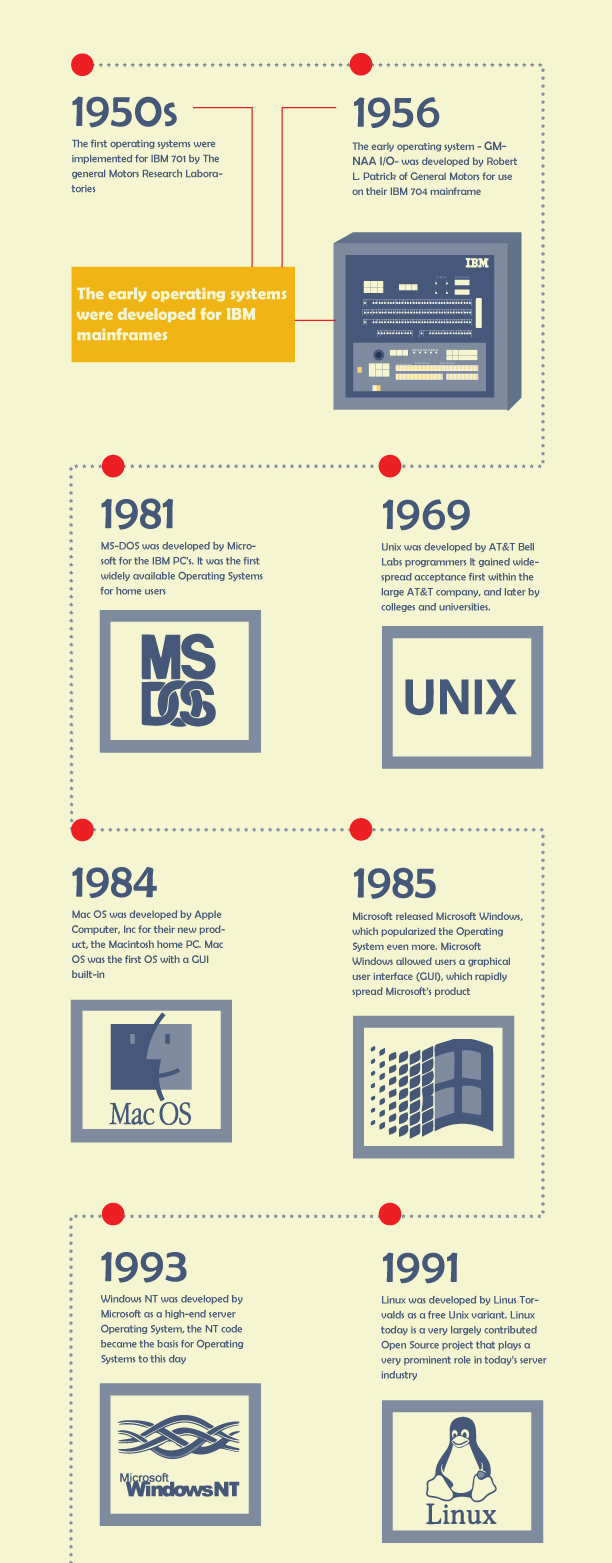 1950s
The first operating systems were
implemented for IBM 701 by The
general Motors Research Labora-
tories
1956
The early operating system - GM-
NAA I/O- was developed by Robert
L. Patrick of General Motors for use
on their IBM 704 mainframe
The early operating systems
were developed for IBM
mainframes
IBM
1981
MS-DOS was developed by Micro-
soft for the IBM PC's. It was the first
widely available Operating Systems
for home users
MS
DOS
1969
Unix was developed by AT&T Bell
Labs programmers It gained wide-
spread acceptance first within the
large AT&T company, and later by
colleges and universities.
UNIX
1984
Mac OS was developed by Apple
Computer, Inc for their new prod-
uct, the Macintosh home PC. Mac
OS was the first OS with a GUI
built-in
Mac OS
1985
Microsoft released Microsoft Windows,
which popularized the Operating
System even more. Microsoft
Windows allowed users a graphical
user interface (GUI), which rapidly
spread Microsoft's product
1993
Windows NT was developed by
Microsoft as a high-end server
Operating System, the NT code
became the basis for Operating
Systems to this day
Microsoft
WindowsNT
1991
Linux was developed by Linus Tor-
valds as a free Unix variant. Linux
today is a very largely contributed
Open Source project that plays a
very prominent role in today's server
industry
Linux